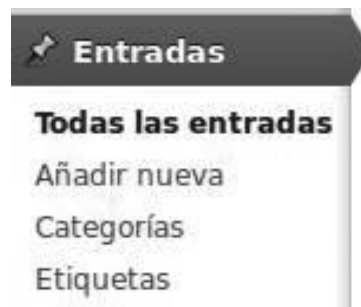 Entradas
Todas las entradas
Añadir nueva
Categorías
Etiquetas